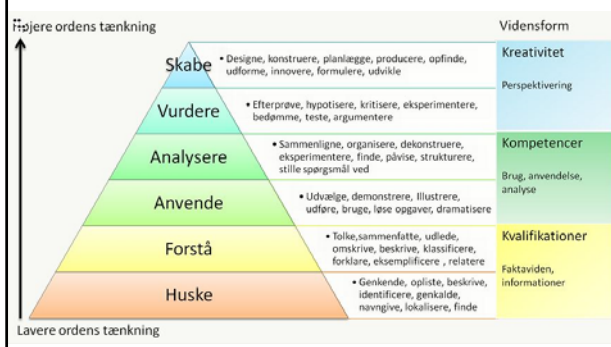 Højere ordens tænkning
Vidensform
Skabe
• Designe, konstruere, planlægge, producere, opfinde,
udforme, innovere, formulere, udvikle
Kreativitet
Perspektivering
Vurdere
• Efterprøve, hypotisere, kritisere, eksperimentere,
bedømme, teste, argumentere
Analysere
• Sammenligne, organisere, dekonstruere,
eksperimentere, finde, påvise, strukturere,
stille spørgsmål ved
Kompetencer
Brug, anvendelse,
analyse
Anvende
• Udvælge, demonstrere, Illustrere,
udføre, bruge, løse opgaver, dramatisere
Forstå
• Tolke,sammenfatte, udlede,
omskrive, beskrive, klassificere,
forklare, eksemplificere , relatere
Kvalifikationer
Faktaviden,
informationer
Huske
• Genkende, opliste, beskrive,
identificere, genkalde,
navngive, lokalisere, finde
Lavere ordens tænkning